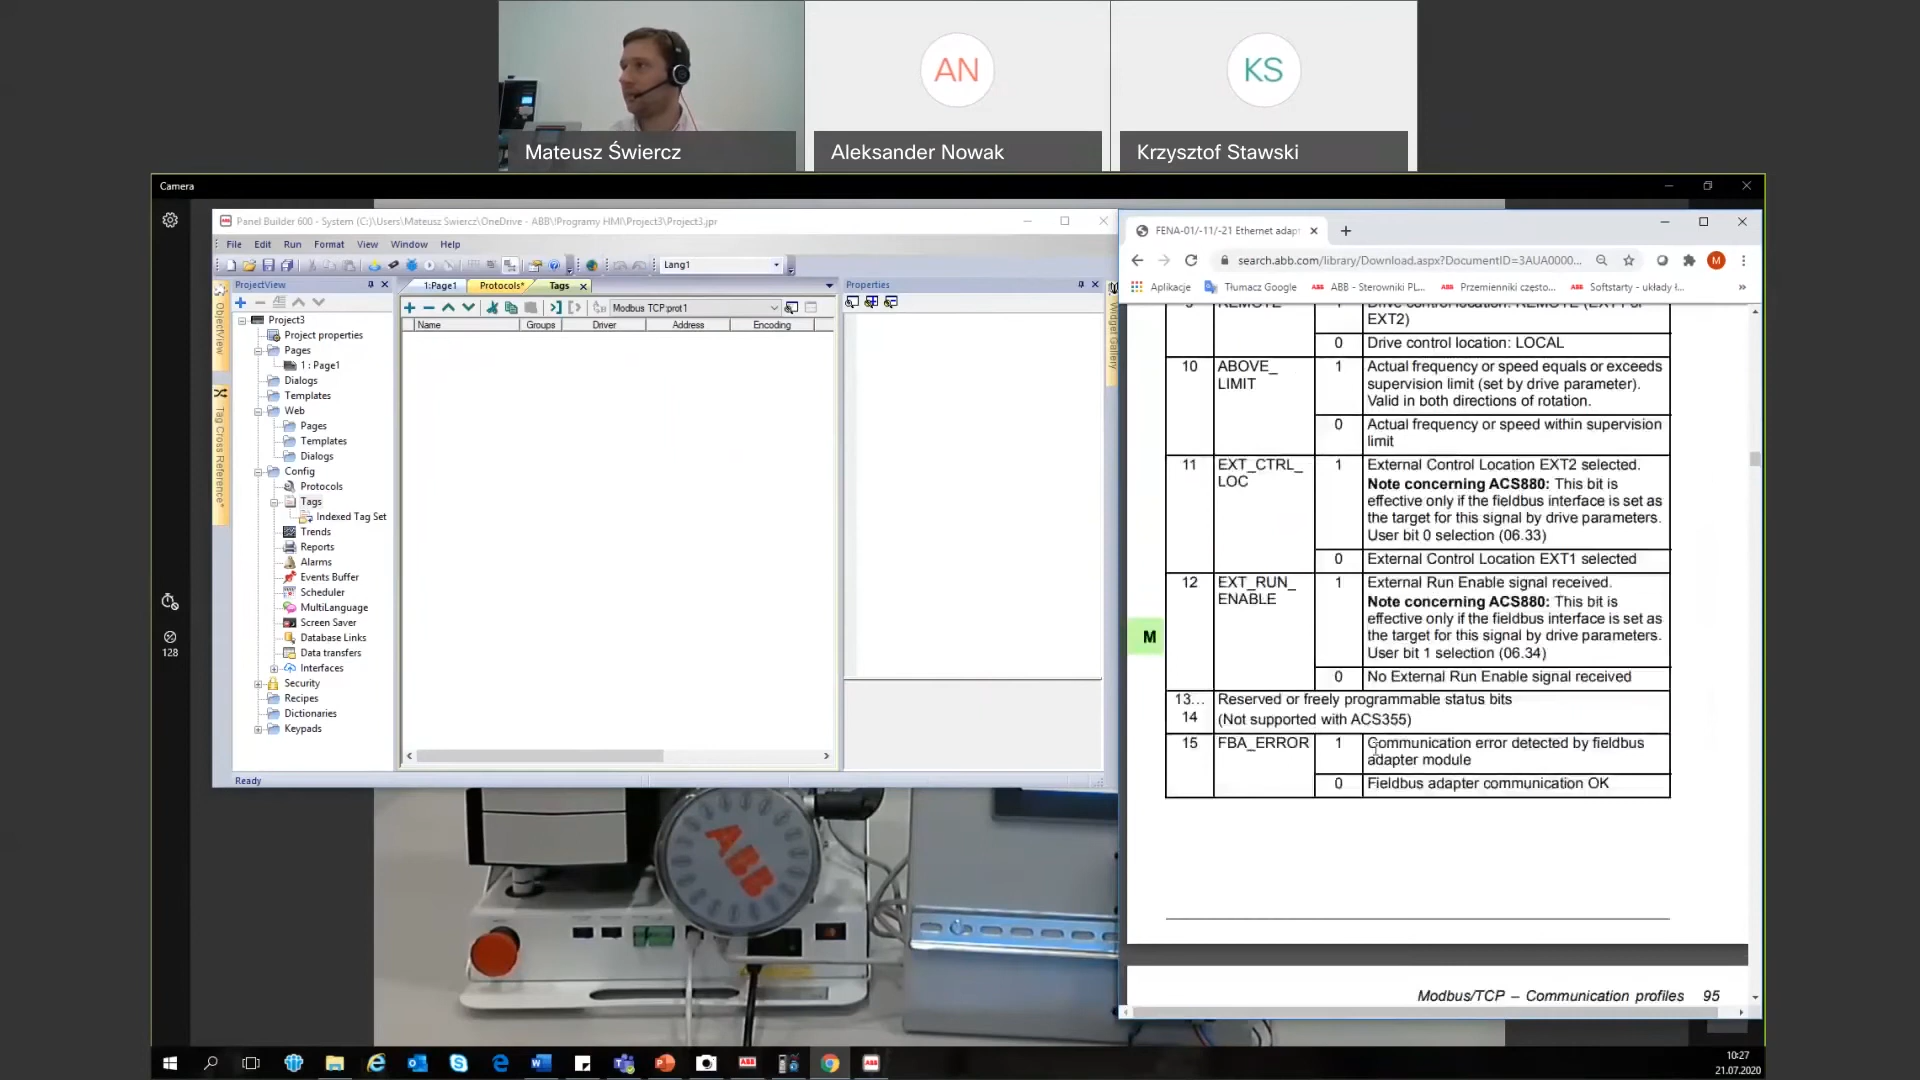 AN
KS
Mateusz Świercz
Aleksander Nowak
Krzysztof Stawski
Camera
Panel Builder 600 - System (C:)\Users\Mateusz Swiercz\OneDrive - ABB\!Programy HMI\Project3\Project3.jpr
File Edit Run Format View Window Help
Lang1
ProjectView
1:Page1 Protocols* Tags
Properties
ObjectView
Tag Cross Reference*
Widget Gallery
Modbus TCP:prot1
Name Groups Driver Address Encoding
Project3
Project properties
Pages
1 : Page1
Dialogs
Templates
Web
Pages
Templates
Dialogs
Config
Protocols
Tags
Indexed Tag Set
Trends
Reports
Alarms
Events Buffer
Scheduler
MultiLanguage
Screen Saver
Database Links
Data transfers
Interfaces
Security
Recipes
Dictionaries
Keypads
Ready
128
ABB
FENA-01/-11/-21 Ethernet adapt
search.abb.com/library/Download.aspx?DocumentID=3AUA0000...
M
Aplikacje Tłumacz Google ABB - Sterowniki PL... Przemienniki często... Softstarty - układy ł...
EXT2)
0 Drive control location: LOCAL
10 ABOVE_
LIMIT
1 Actual frequency or speed equals or exceeds
supervision limit (set by drive parameter).
Valid in both directions of rotation.
0 Actual frequency or speed within supervision
limit
11 EXT_CTRL_
LOC
1 External Control Location EXT2 selected.
Note concerning ACS880: This bit is
effective only if the fieldbus interface is set as
the target for this signal by drive parameters.
User bit 0 selection (06.33)
0 External Control Location EXT1 selected
12 EXT_RUN_
ENABLE
1 External Run Enable signal received.
Note concerning ACS880: This bit is
effective only if the fieldbus interface is set as
the target for this signal by drive parameters.
User bit 1 selection (06.34)
0 No External Run Enable signal received
M
13...
14
Reserved or freely programmable status bits
(Not supported with ACS355)
15 FBA_ERROR 1 Communication error detected by fieldbus
adapter module
0 Fieldbus adapter communication OK
Modbus/TCP – Communication profiles 95
10:27
21.07.2020